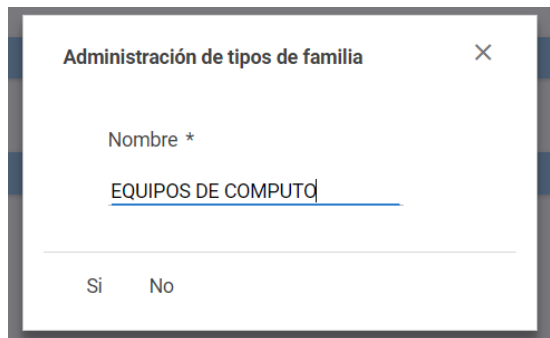 Administración de tipos de familia
Nombre *
EQUIPOS DE COMPUTO
Si No